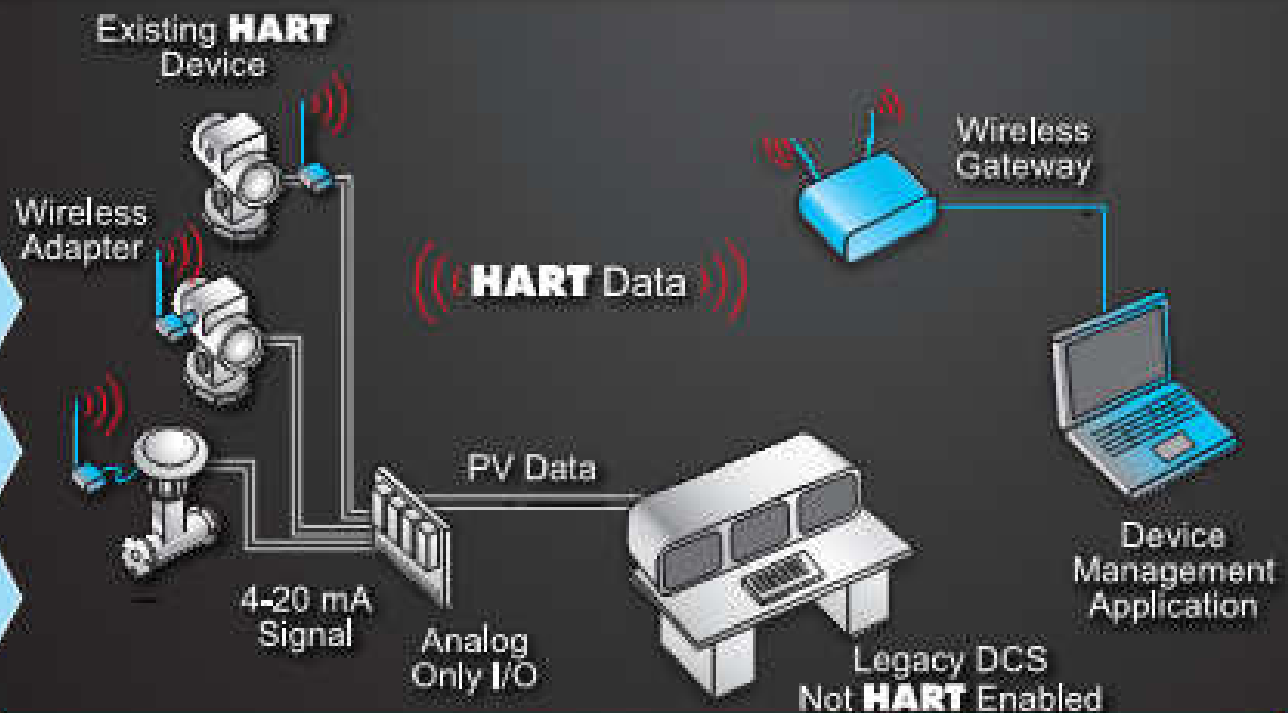 Existing HART
Device
Wireless
Adapter
HART Data
Wireless
Gateway
PV Data
4-20 mA
Signal
Analog
Only I/O
Legacy DCS
Not HART Enabled
Device
Management
Application